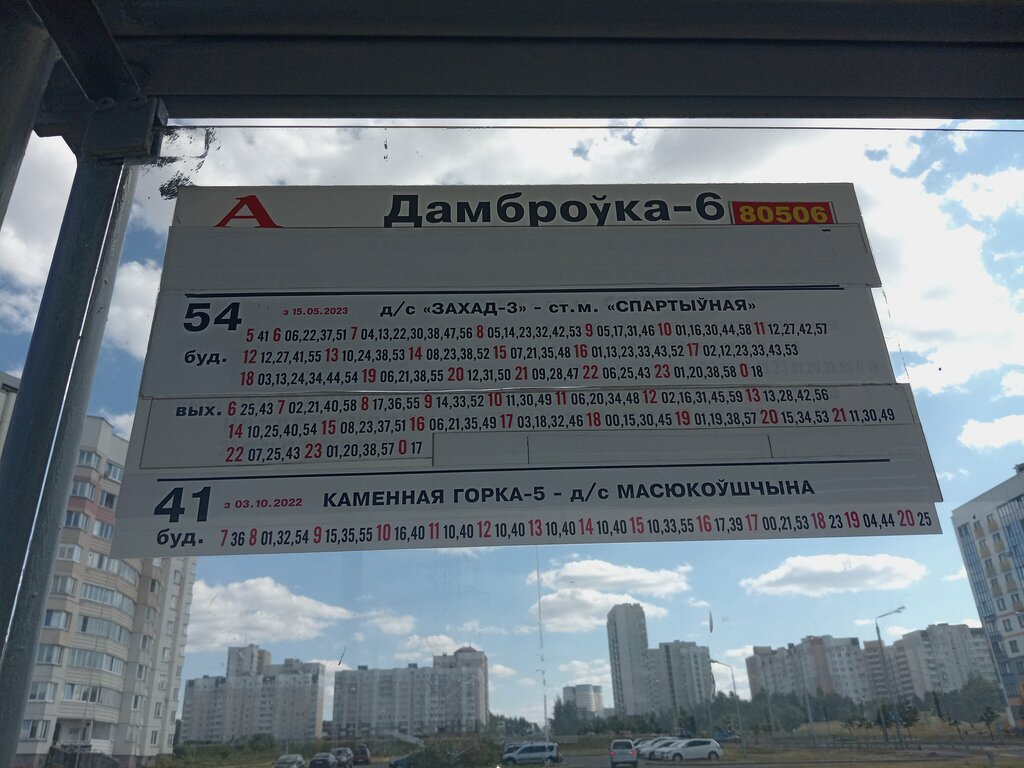 А Дамброўка-6 80506
54 з 15.05.2023 д/с «ЗАХАД-3» - ст.м. «СПАРТЫЎНАЯ»
5 41 6 06,22,37,51 7 04,13,22,30,38,47,56 8 05,14,23,32,42,53 9 05,17,31,46 10 01,16,30,44,58 11 12,27,42,57
буд. 12 12,27,41,55 13 10,24,38,53 14 08,23,38,52 15 07,21,35,48 16 01,13,23,33,43,52 17 02,12,23,33,43,53
18 03,13,24,34,44,54 19 06,21,38,55 20 12,31,50 21 09,28,47 22 06,25,43 23 01,20,38,58 0 18
вых. 6 25,43 7 02,21,40,58 8 17,36,55 9 14,33,52 10 11,30,49 11 06,20,34,48 12 02,16,31,45,59 13 13,28,42,56
14 10,25,40,54 15 08,23,37,51 16 06,21,35,49 17 03,18,32,46 18 00,15,30,45 19 01,19,38,57 20 15,34,53 21 11,30,49
22 07,25,43 23 01,20,38,57 0 17
41 з 03.10.2022 КАМЕННАЯ ГОРКА-5 - д/с МАСЮКОЎШЧЫНА
буд. 7 36 8 01,32,54 9 15,35,55 10 16,40 11 10,40 12 10,40 13 10,40 14 10,40 15 10,33,55 16 17,39 17 00,21,53 18 23 19 04,44 20 25